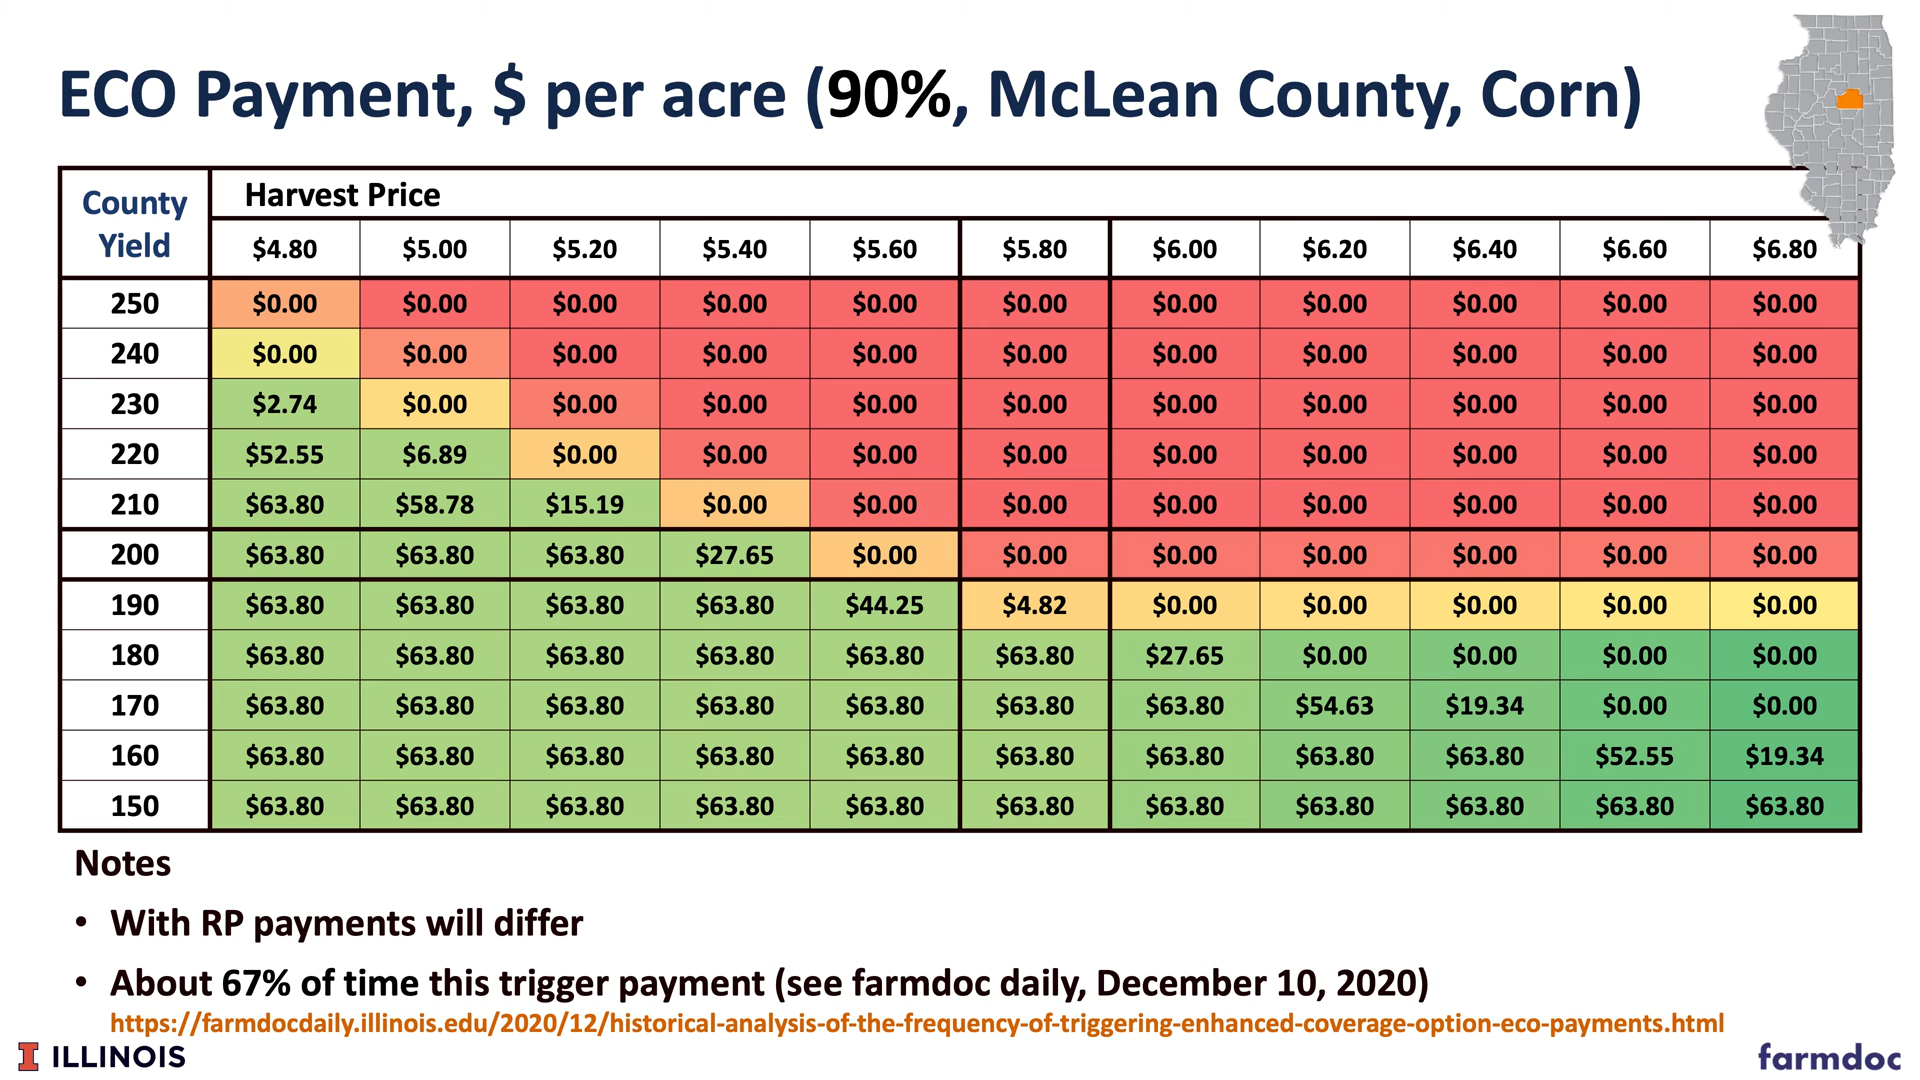 ECO Payment, $ per acre (90%, McLean County, Corn)
County Yield Harvest Price
$4.80 $5.00 $5.20 $5.40 $5.60 $5.80 $6.00 $6.20 $6.40 $6.60 $6.80
250 $0.00 $0.00 $0.00 $0.00 $0.00 $0.00 $0.00 $0.00 $0.00 $0.00 $0.00
240 $0.00 $0.00 $0.00 $0.00 $0.00 $0.00 $0.00 $0.00 $0.00 $0.00 $0.00
230 $2.74 $0.00 $0.00 $0.00 $0.00 $0.00 $0.00 $0.00 $0.00 $0.00 $0.00
220 $52.55 $6.89 $0.00 $0.00 $0.00 $0.00 $0.00 $0.00 $0.00 $0.00 $0.00
210 $63.80 $58.78 $15.19 $0.00 $0.00 $0.00 $0.00 $0.00 $0.00 $0.00 $0.00
200 $63.80 $63.80 $63.80 $27.65 $0.00 $0.00 $0.00 $0.00 $0.00 $0.00 $0.00
190 $63.80 $63.80 $63.80 $63.80 $44.25 $4.82 $0.00 $0.00 $0.00 $0.00 $0.00
180 $63.80 $63.80 $63.80 $63.80 $63.80 $63.80 $27.65 $0.00 $0.00 $0.00 $0.00
170 $63.80 $63.80 $63.80 $63.80 $63.80 $63.80 $63.80 $54.63 $19.34 $0.00 $0.00
160 $63.80 $63.80 $63.80 $63.80 $63.80 $63.80 $63.80 $63.80 $63.80 $52.55 $19.34
150 $63.80 $63.80 $63.80 $63.80 $63.80 $63.80 $63.80 $63.80 $63.80 $63.80 $63.80
Notes
• With RP payments will differ
• About 67% of time this trigger payment (see farmdoc daily, December 10, 2020)
https://farmdocdaily.illinois.edu/2020/12/historical-analysis-of-the-frequency-of-triggering-enhanced-coverage-option-eco-payments.html
I ILLINOIS
farmdoc